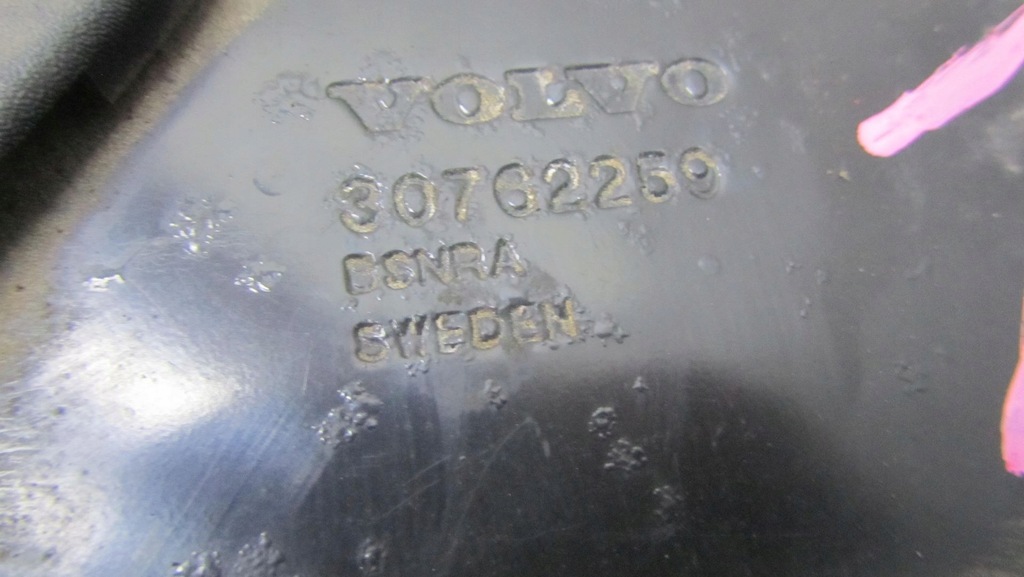 VOLVO
30762259
BSNRA
SWEDEN